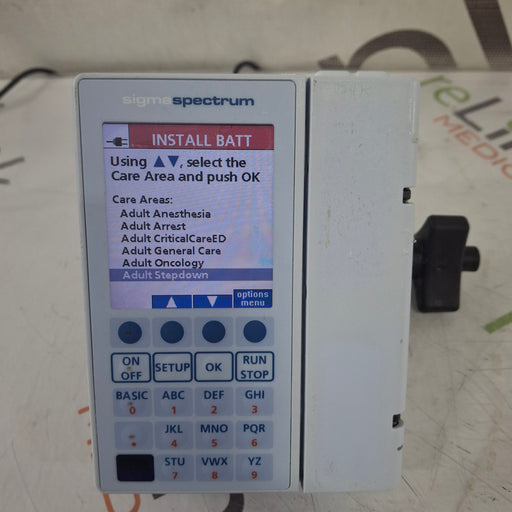 sigmaspectrum
INSTALL BATT
Using ▲▼, select the
Care Area and push OK
Care Areas:
Adult Anesthesia
Adult Arrest
Adult CriticalCareED
Adult General Care
Adult Oncology
Adult Stepdown
options
menu
ON
OFF
SETUP
OK
RUN
STOP
BASIC
0
ABC
1
DEF
2
GHI
3
JKL
4
MNO
5
PQR
6
STU
7
VWX
8
YZ
9
MEDIC